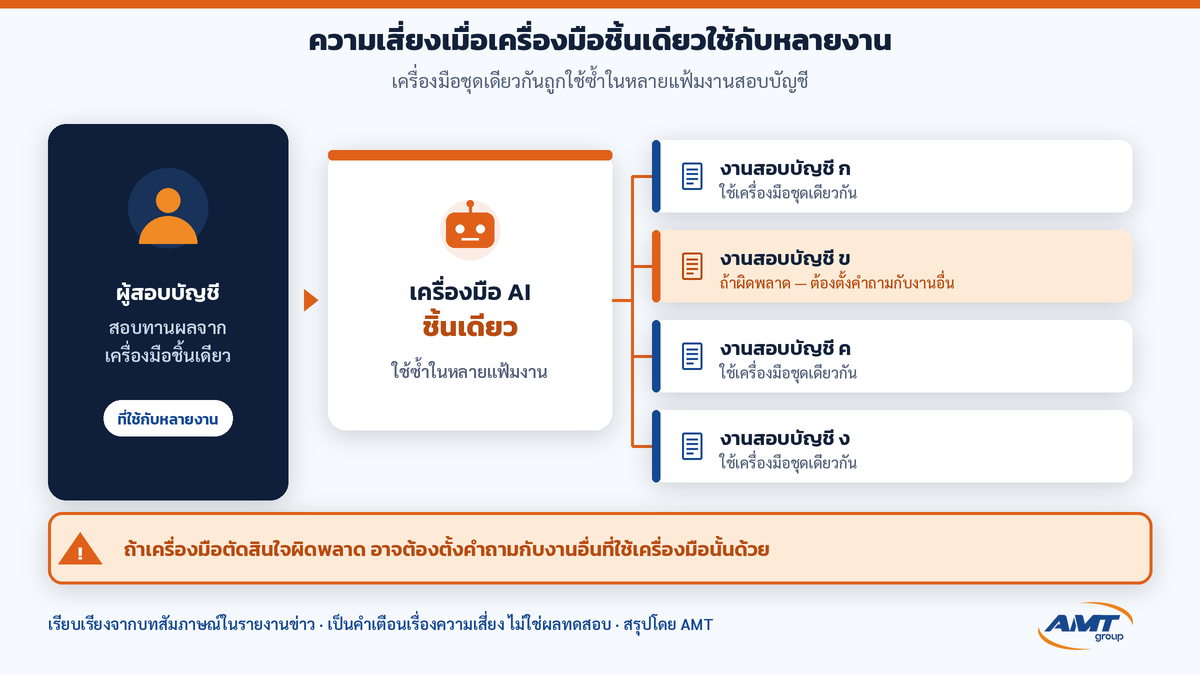 ความเสี่ยงเมื่อเครื่องมือชิ้นเดียวใช้กับหลายงาน
เครื่องมือชุดเดียวกันถูกใช้ซ้ำในหลายแฟ้มงานสอบบัญชี
ผู้สอบบัญชี
สอบทานผลจาก
เครื่องมือชิ้นเดียว
ที่ใช้กับหลายงาน
เครื่องมือ AI
ชิ้นเดียว
ใช้ซ้ำในหลายแฟ้มงาน
งานสอบบัญชี ก
ใช้เครื่องมือชุดเดียวกัน
งานสอบบัญชี ข
ถ้าผิดพลาด — ต้องตั้งคำถามกับงานอื่น
งานสอบบัญชี ค
ใช้เครื่องมือชุดเดียวกัน
งานสอบบัญชี ง
ใช้เครื่องมือชุดเดียวกัน
! ถ้าเครื่องมือตัดสินใจผิดพลาด อาจต้องตั้งคำถามกับงานอื่นที่ใช้เครื่องมือนั้นด้วย
เรียบเรียงจากบทสัมภาษณ์ในรายงานข่าว · เป็นคำเตือนเรื่องความเสี่ยง ไม่ใช่ผลทดสอบ · สรุปโดย AMT
AMT
group